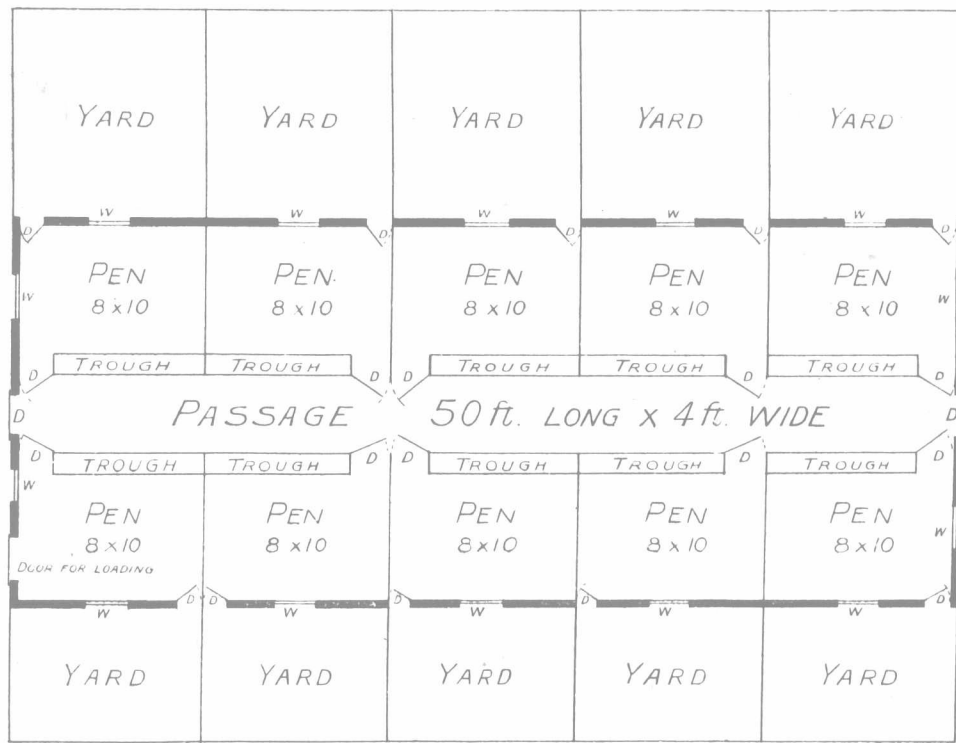 YARD YARD YARD YARD YARD
W W W W W
D D D D D
PEN PEN. PEN PEN PEN
W 8 x 10 8 x 10 8 x 10 8 x 10 8 x 10 W
TROUGH TROUGH TROUGH TROUGH TROUGH
D D D D D
D PASSAGE 50 ft. LONG x 4 ft. WIDE D
D D D D D
TROUGH TROUGH TROUGH TROUGH TROUGH
W
PEN PEN PEN PEN PEN
8 x 10 8 x 10 8 x 10 8 x 10 8 x 10 W
DOOR FOR LOADING
D D D D D
W W W W W
YARD YARD YARD YARD YARD